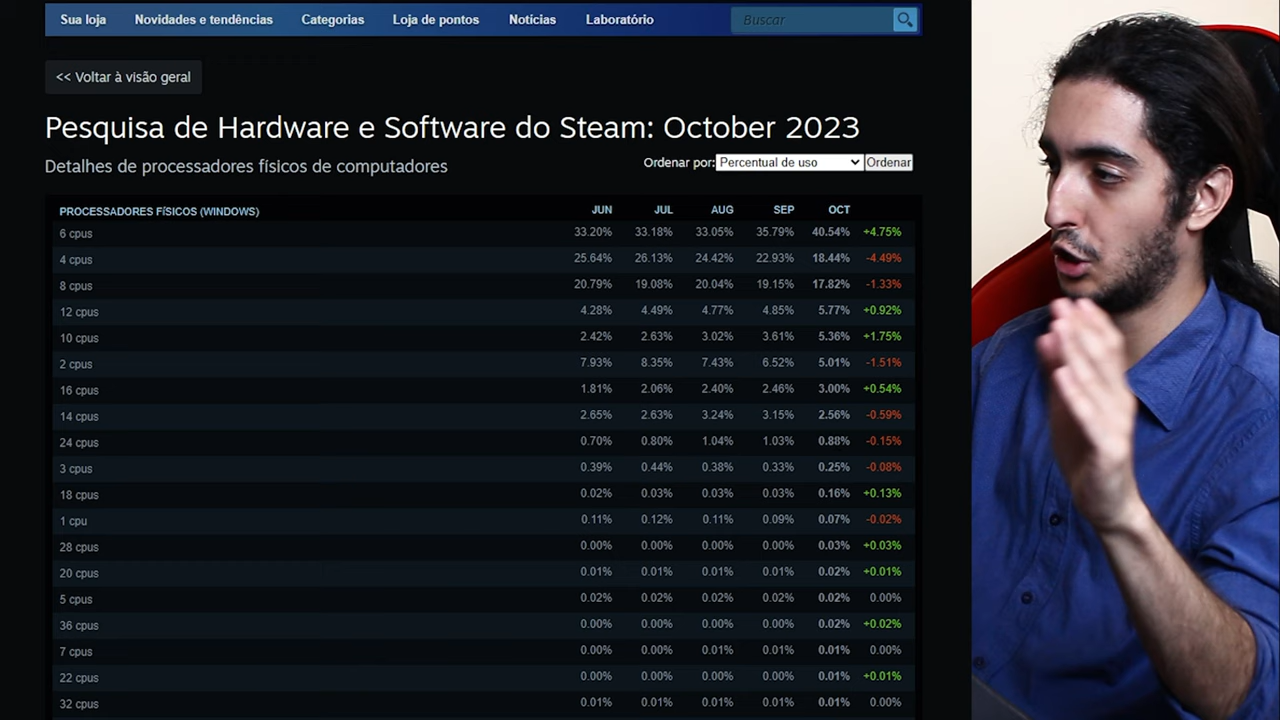 Sua loja Novidades e tendências Categorias Loja de pontos Notícias Laboratório Buscar
<< Voltar à visão geral
Pesquisa de Hardware e Software do Steam: October 2023
Detalhes de processadores físicos de computadores Ordenar por: Percentual de uso Ordenar
PROCESSADORES FíSICOS (WINDOWS) JUN JUL AUG SEP OCT
6 cpus 33.20% 33.18% 33.05% 35.79% 40.54% +4.75%
4 cpus 25.64% 26.13% 24.42% 22.93% 18.44% -4.49%
8 cpus 20.79% 19.08% 20.04% 19.15% 17.82% -1.33%
12 cpus 4.28% 4.49% 4.77% 4.85% 5.77% +0.92%
10 cpus 2.42% 2.63% 3.02% 3.61% 5.36% +1.75%
2 cpus 7.93% 8.35% 7.43% 6.52% 5.01% -1.51%
16 cpus 1.81% 2.06% 2.40% 2.46% 3.00% +0.54%
14 cpus 2.65% 2.63% 3.24% 3.15% 2.56% -0.59%
24 cpus 0.70% 0.80% 1.04% 1.03% 0.88% -0.15%
3 cpus 0.39% 0.44% 0.38% 0.33% 0.25% -0.08%
18 cpus 0.02% 0.03% 0.03% 0.03% 0.16% +0.13%
1 cpu 0.11% 0.12% 0.11% 0.09% 0.07% -0.02%
28 cpus 0.00% 0.00% 0.00% 0.00% 0.03% +0.03%
20 cpus 0.01% 0.01% 0.01% 0.01% 0.02% +0.01%
5 cpus 0.02% 0.02% 0.02% 0.02% 0.02% 0.00%
36 cpus 0.00% 0.00% 0.00% 0.00% 0.02% +0.02%
7 cpus 0.00% 0.00% 0.01% 0.01% 0.01% 0.00%
22 cpus 0.00% 0.00% 0.00% 0.00% 0.01% +0.01%
32 cpus 0.01% 0.01% 0.01% 0.01% 0.01% 0.00%